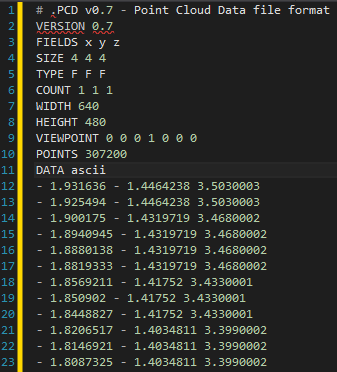 1 # .PCD v0.7 - Point Cloud Data file format
2 VERSION 0.7
3 FIELDS x y z
4 SIZE 4 4 4
5 TYPE F F F
6 COUNT 1 1 1
7 WIDTH 640
8 HEIGHT 480
9 VIEWPOINT 0 0 0 1 0 0 0
10 POINTS 307200
11 DATA ascii
12 - 1.931636 - 1.4464238 3.5030003
13 - 1.925494 - 1.4464238 3.5030003
14 - 1.900175 - 1.4319719 3.4680002
15 - 1.8940945 - 1.4319719 3.4680002
16 - 1.8880138 - 1.4319719 3.4680002
17 - 1.8819333 - 1.4319719 3.4680002
18 - 1.8569211 - 1.41752 3.4330001
19 - 1.850902 - 1.41752 3.4330001
20 - 1.8448827 - 1.41752 3.4330001
21 - 1.8206517 - 1.4034811 3.3990002
22 - 1.8146921 - 1.4034811 3.3990002
23 - 1.8087325 - 1.4034811 3.3990002